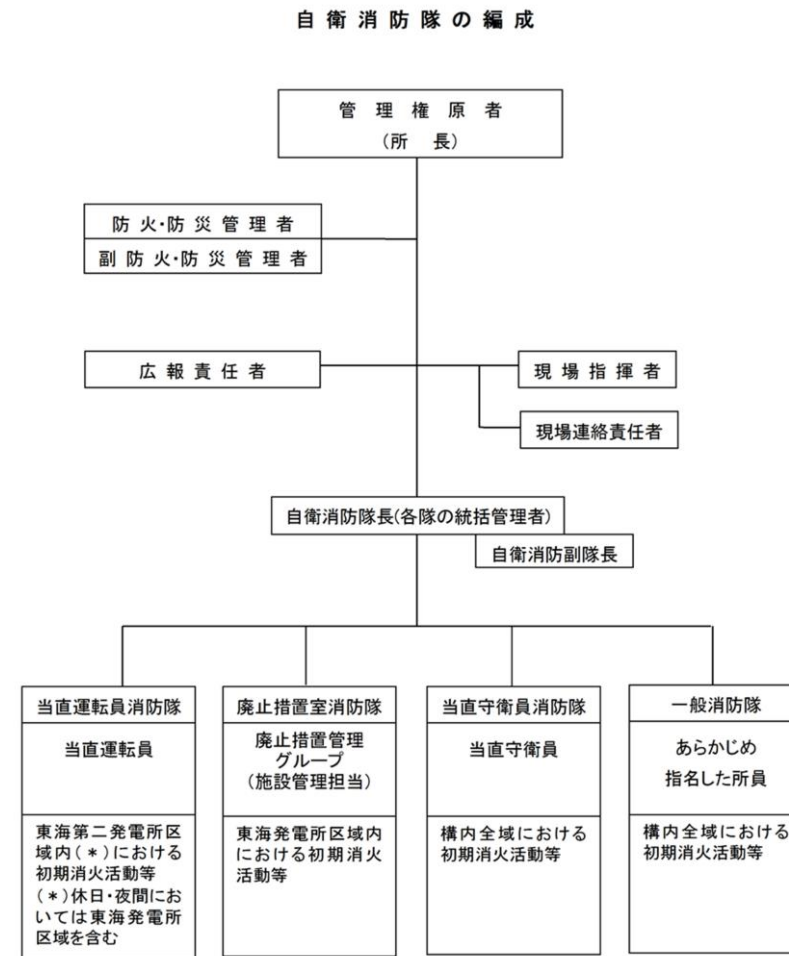 自衛消防隊の編成
管理権原者
(所 長)
防火･防災管理者
副防火･防災管理者
広報責任者
現場指揮者
現場連絡責任者
自衛消防隊長(各隊の統括管理者)
自衛消防副隊長
当直運転員消防隊
当直運転員
東海第二発電所区
域内(＊)における
初期消火活動等
(＊)休日･夜間にお
いては東海発電所
区域を含む
廃止措置室消防隊
廃止措置管理
グループ
(施設管理担当)
東海発電所区域内
における初期消火
活動等
当直守衛員消防隊
当直守衛員
構内全域における
初期消火活動等
一般消防隊
あらかじめ
指名した所員
構内全域における
初期消火活動等